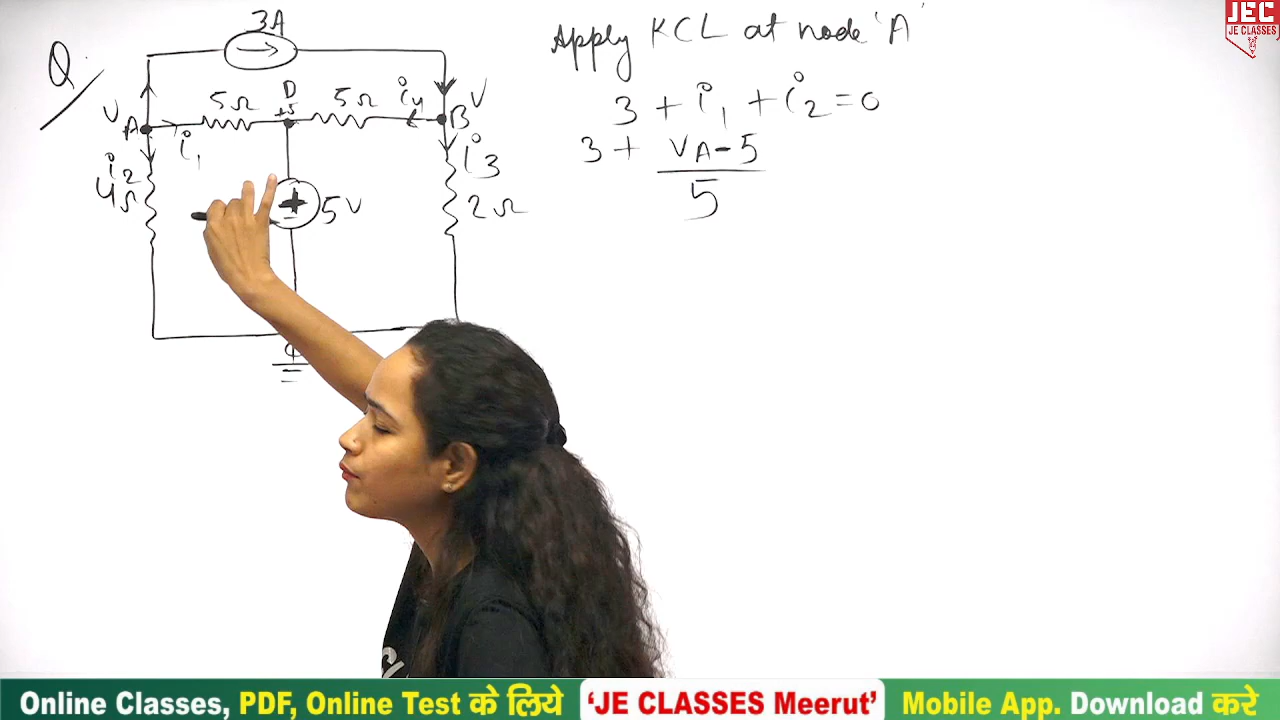 Q.
3A
5Ω
D
+5
5Ω
i4
V
V
A
B
i1
i2
i3
4Ω
5V
2Ω
Apply KCL at node 'A'
3 + i1 + i2 = 0
3 + VA - 5
5
JEC
JE CLASSES
Online Classes, PDF, Online Test के लिये
'JE CLASSES Meerut'
Mobile App. Download करे